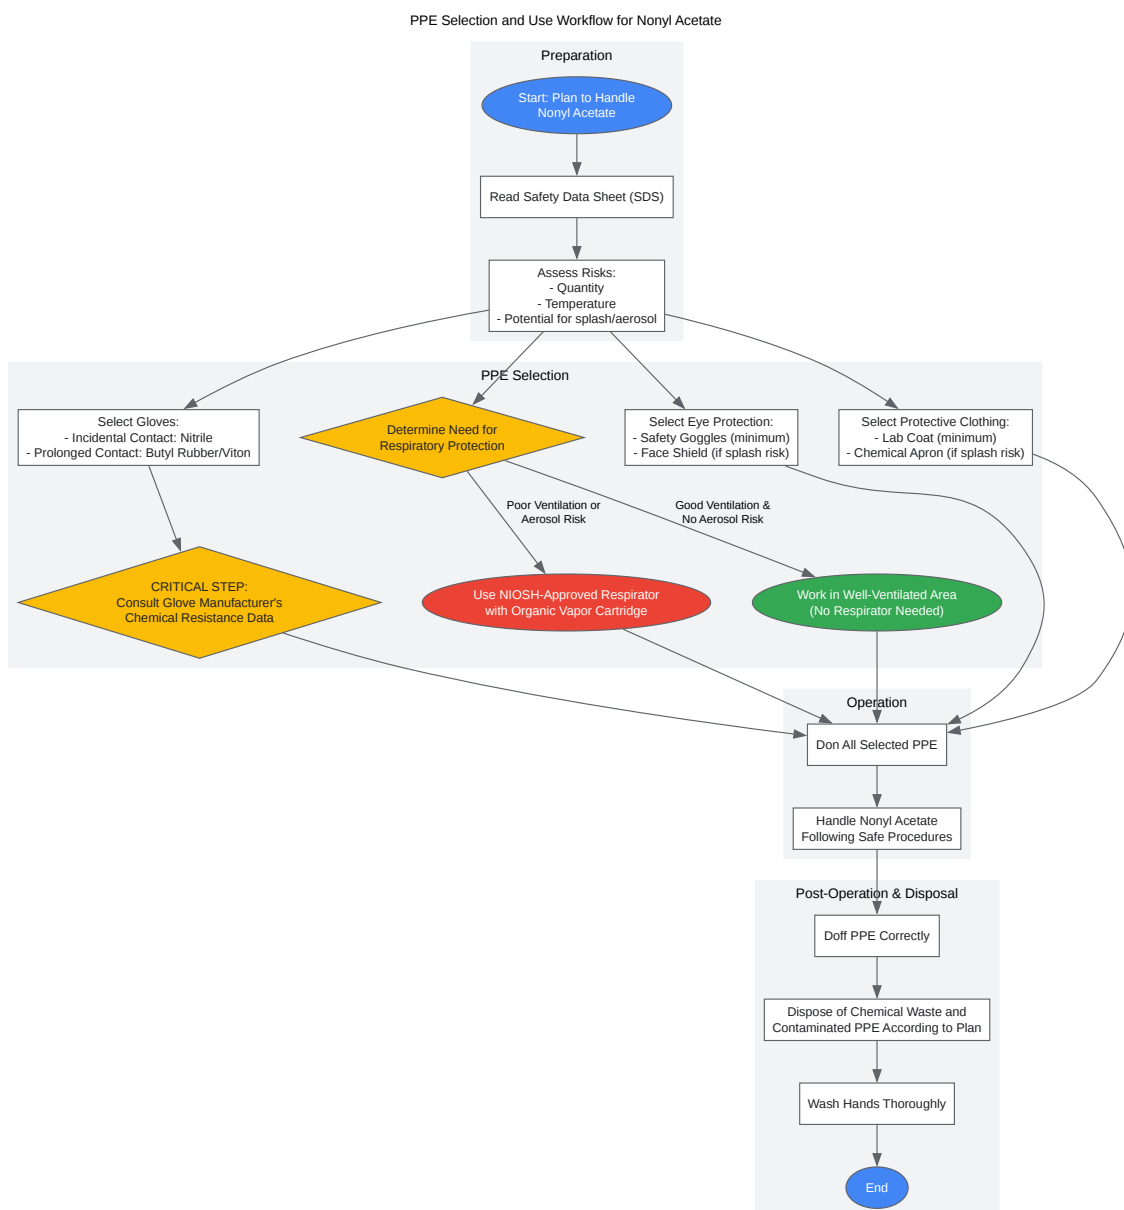 PPE Selection and Use Workflow for Nonyl Acetate
Preparation
Start: Plan to Handle
Nonyl Acetate
Read Safety Data Sheet (SDS)
Assess Risks:
- Quantity
- Temperature
- Potential for splash/aerosol
PPE Selection
Select Gloves:
- Incidental Contact: Nitrile
- Prolonged Contact: Butyl Rubber/Viton
Determine Need for
Respiratory Protection
Select Eye Protection:
- Safety Goggles (minimum)
- Face Shield (if splash risk)
Select Protective Clothing:
- Lab Coat (minimum)
- Chemical Apron (if splash risk)
Poor Ventilation or
Aerosol Risk
Good Ventilation &
No Aerosol Risk
CRITICAL STEP:
Consult Glove Manufacturer's
Chemical Resistance Data
Use NIOSH-Approved Respirator
with Organic Vapor Cartridge
Work in Well-Ventilated Area
(No Respirator Needed)
Operation
Don All Selected PPE
Handle Nonyl Acetate
Following Safe Procedures
Post-Operation & Disposal
Doff PPE Correctly
Dispose of Chemical Waste and
Contaminated PPE According to Plan
Wash Hands Thoroughly
End